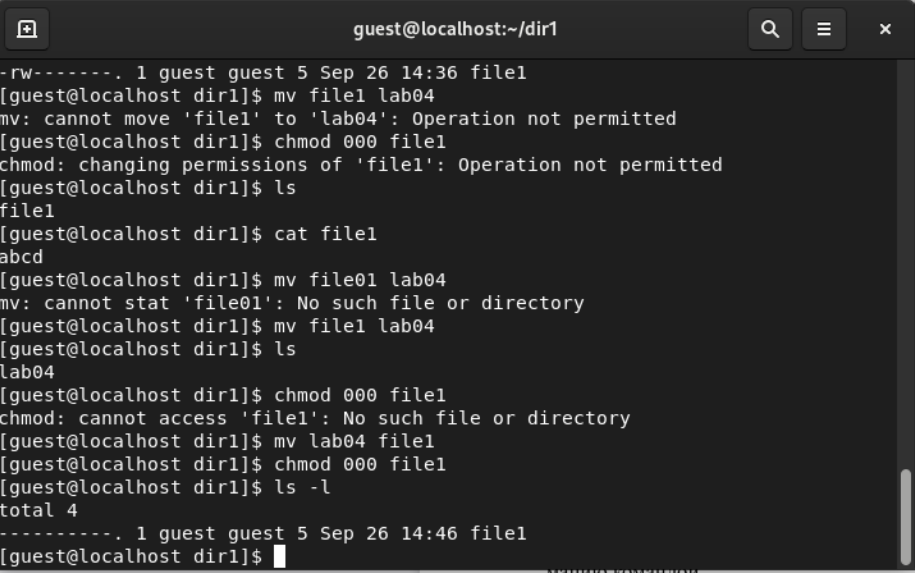 guest@localhost:~/dir1
-rw-------. 1 guest guest 5 Sep 26 14:36 file1
[guest@localhost dir1]$ mv file1 lab04
mv: cannot move 'file1' to 'lab04': Operation not permitted
[guest@localhost dir1]$ chmod 000 file1
chmod: changing permissions of 'file1': Operation not permitted
[guest@localhost dir1]$ ls
file1
[guest@localhost dir1]$ cat file1
abcd
[guest@localhost dir1]$ mv file01 lab04
mv: cannot stat 'file01': No such file or directory
[guest@localhost dir1]$ mv file1 lab04
[guest@localhost dir1]$ ls
lab04
[guest@localhost dir1]$ chmod 000 file1
chmod: cannot access 'file1': No such file or directory
[guest@localhost dir1]$ mv lab04 file1
[guest@localhost dir1]$ chmod 000 file1
[guest@localhost dir1]$ ls -l
total 4
----------. 1 guest guest 5 Sep 26 14:46 file1
[guest@localhost dir1]$